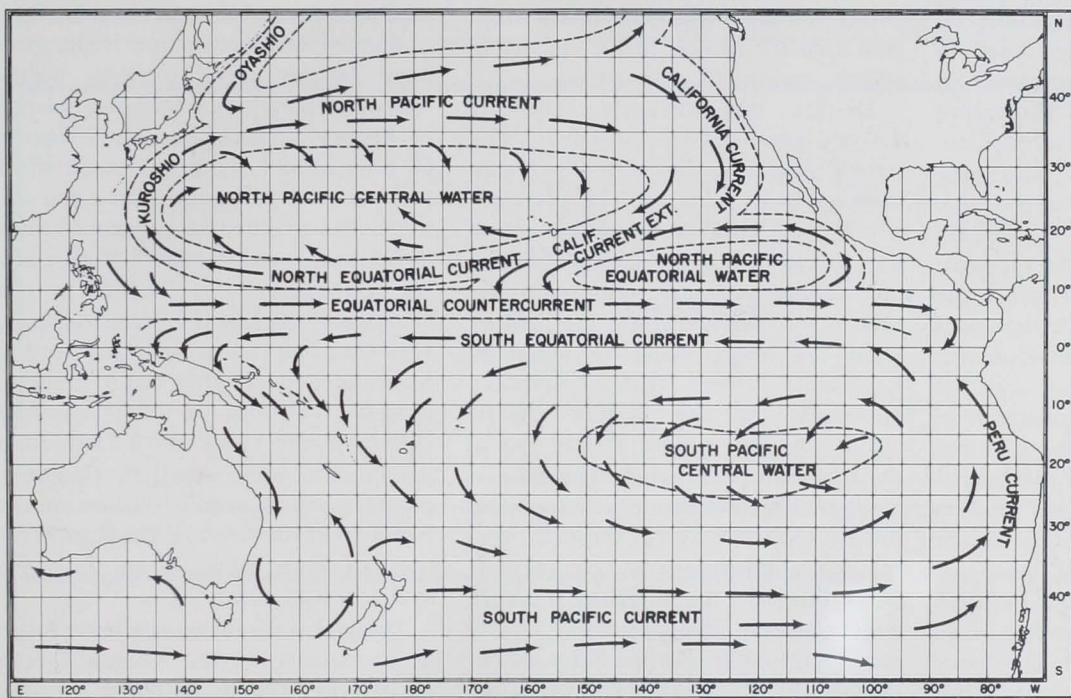 N
OYASHIO
NORTH PACIFIC CURRENT
CALIFORNIA CURRENT
40°
KUROSHIO
30°
NORTH PACIFIC CENTRAL WATER
CALIF
CURRENT EXT.
20°
NORTH EQUATORIAL CURRENT
NORTH PACIFIC
EQUATORIAL WATER
10°
EQUATORIAL COUNTERCURRENT
SOUTH EQUATORIAL CURRENT
0°
10°
PERU CURRENT
SOUTH PACIFIC
CENTRAL WATER
20°
30°
40°
SOUTH PACIFIC CURRENT
E 120° 130° 140° 150° 160° 170° 180° 170° 160° 150° 140° 130° 120° 110° 100° 90° 80° W S